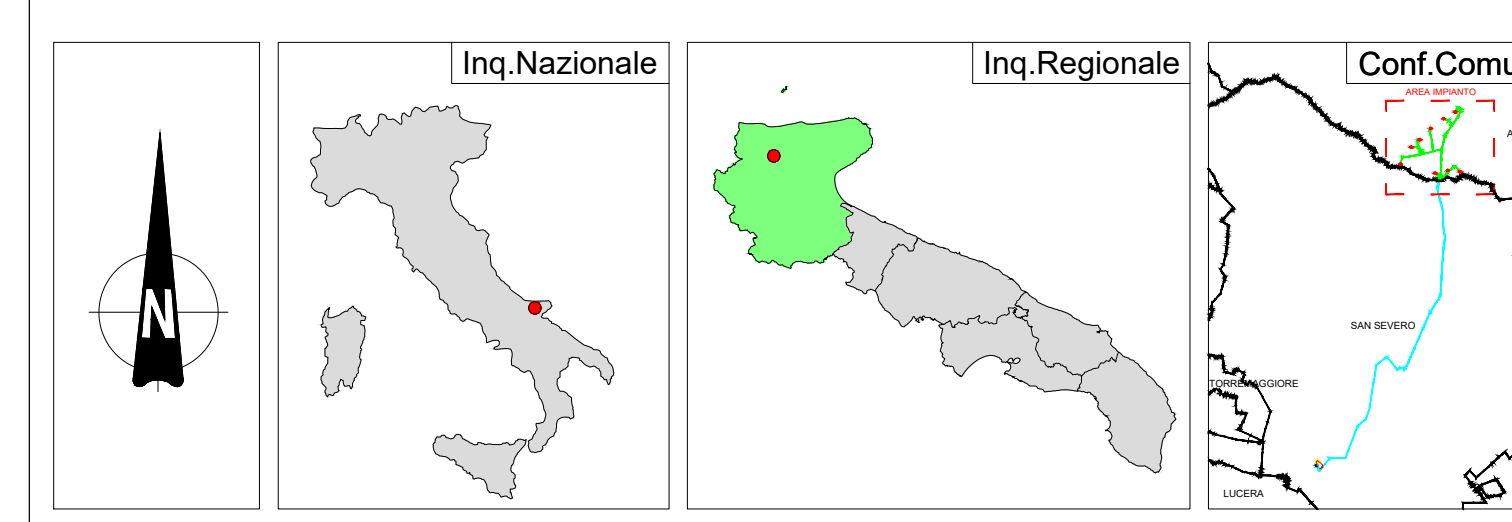 N
Inq.Nazionale
Inq.Regionale
Conf.Comu
AREA IMPIANTO
A
SAN SEVERO
TORREMAGGIORE
LUCERA